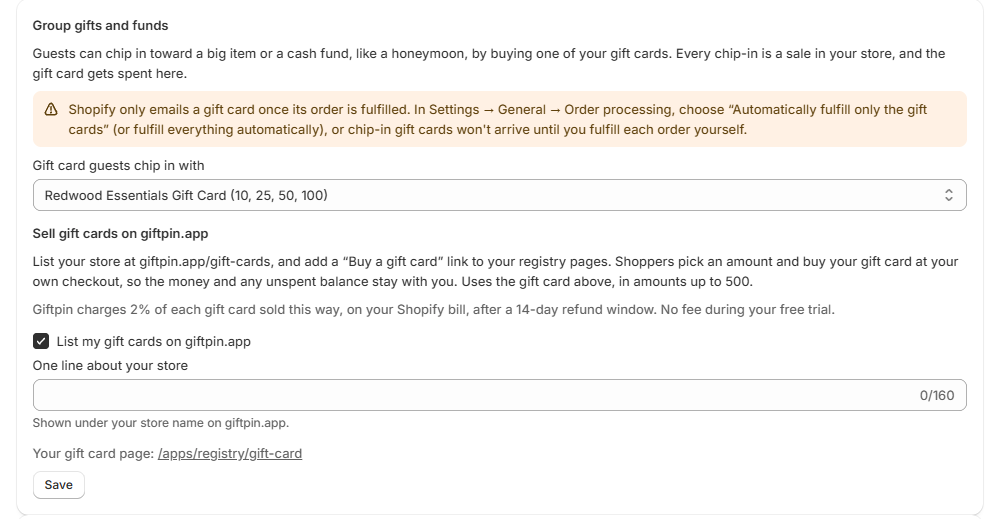 Group gifts and funds
Guests can chip in toward a big item or a cash fund, like a honeymoon, by buying one of your gift cards. Every chip-in is a sale in your store, and the
gift card gets spent here.
Shopify only emails a gift card once its order is fulfilled. In Settings → General → Order processing, choose “Automatically fulfill only the gift
cards” (or fulfill everything automatically), or chip-in gift cards won't arrive until you fulfill each order yourself.
Gift card guests chip in with
Redwood Essentials Gift Card (10, 25, 50, 100)
Sell gift cards on giftpin.app
List your store at giftpin.app/gift-cards, and add a “Buy a gift card” link to your registry pages. Shoppers pick an amount and buy your gift card at your
own checkout, so the money and any unspent balance stay with you. Uses the gift card above, in amounts up to 500.
Giftpin charges 2% of each gift card sold this way, on your Shopify bill, after a 14-day refund window. No fee during your free trial.
List my gift cards on giftpin.app
One line about your store
0/160
Shown under your store name on giftpin.app.
Your gift card page: /apps/registry/gift-card
Save